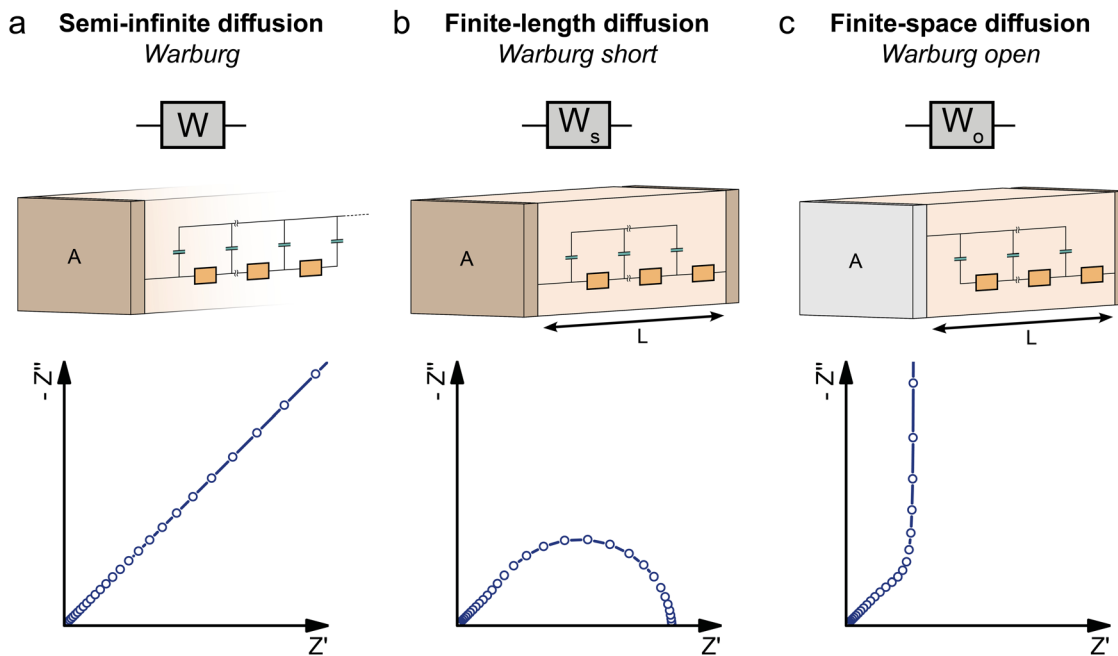 a Semi-infinite diffusion
Warburg
W
A
- Z"
Z'
b Finite-length diffusion
Warburg short
Ws
A
L
- Z"
Z'
c Finite-space diffusion
Warburg open
Wo
A
L
- Z"
Z'